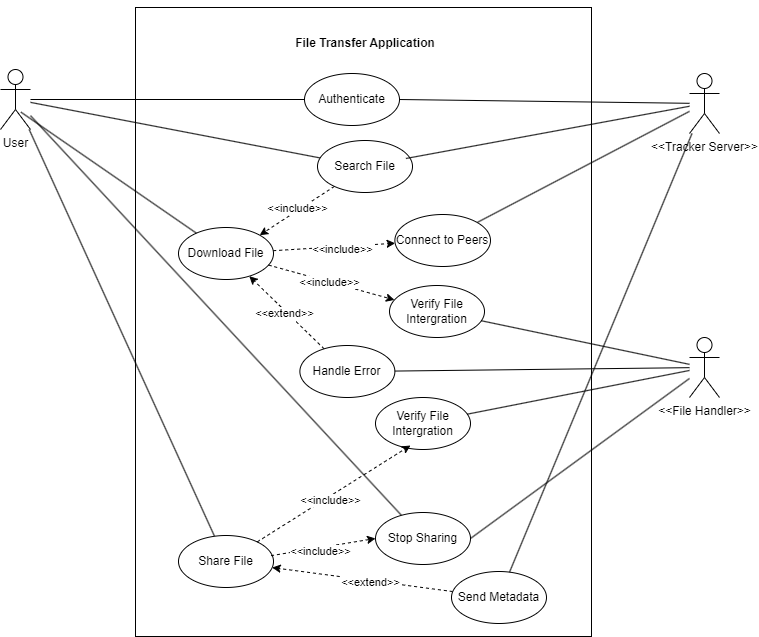 File Transfer Application
Authenticate
User
<<Tracker Server>>
Search File
<<include>>
Download File
<<include>>
Connect to Peers
<<include>>
Verify File
Intergration
<<extend>>
Handle Error
Verify File
Intergration
<<File Handler>>
<<include>>
Stop Sharing
Share File
<<include>>
<<extend>>
Send Metadata